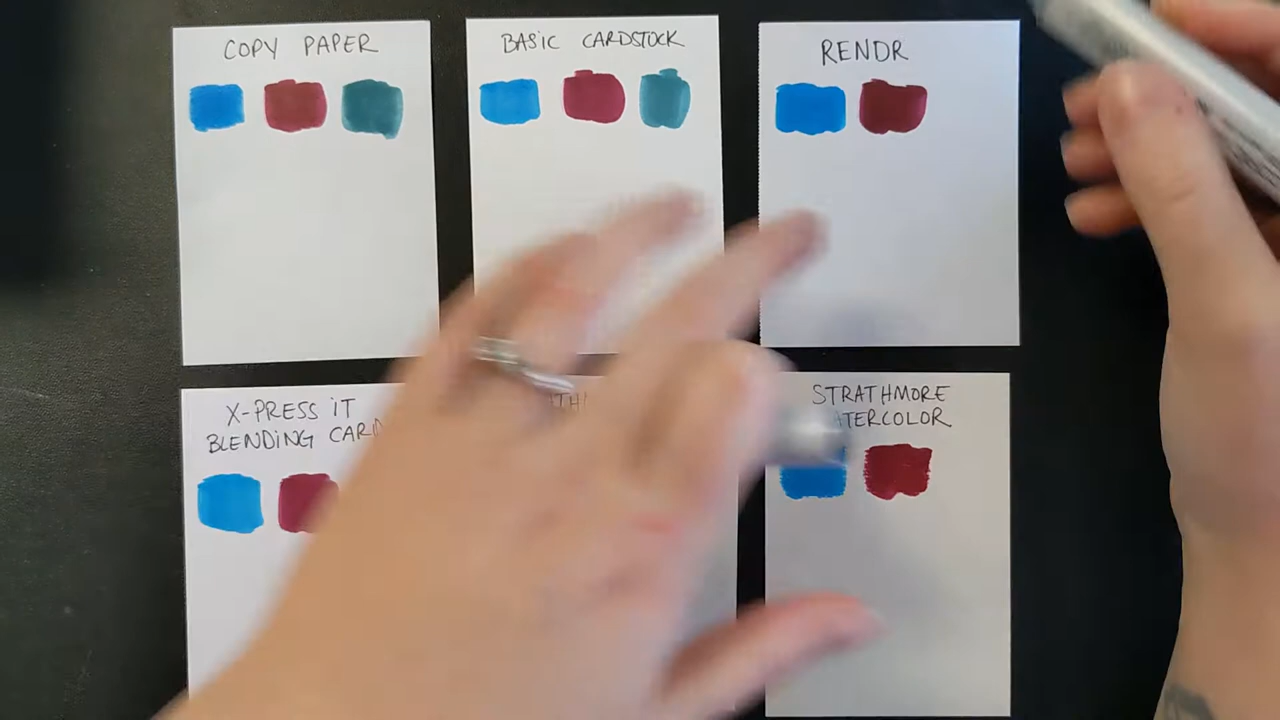 COPY PAPER
BASIC CARDSTOCK
RENDR
X-PRESS IT
BLENDING
STRATHMORE